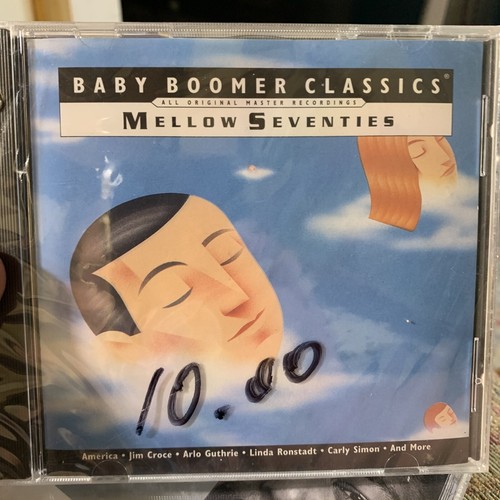 BABY BOOMER CLASSICS®
ALL ORIGINAL MASTER RECORDINGS
MELLOW SEVENTIES
10.00
America • Jim Croce • Arlo Guthrie • Linda Ronstadt • Carly Simon • And More